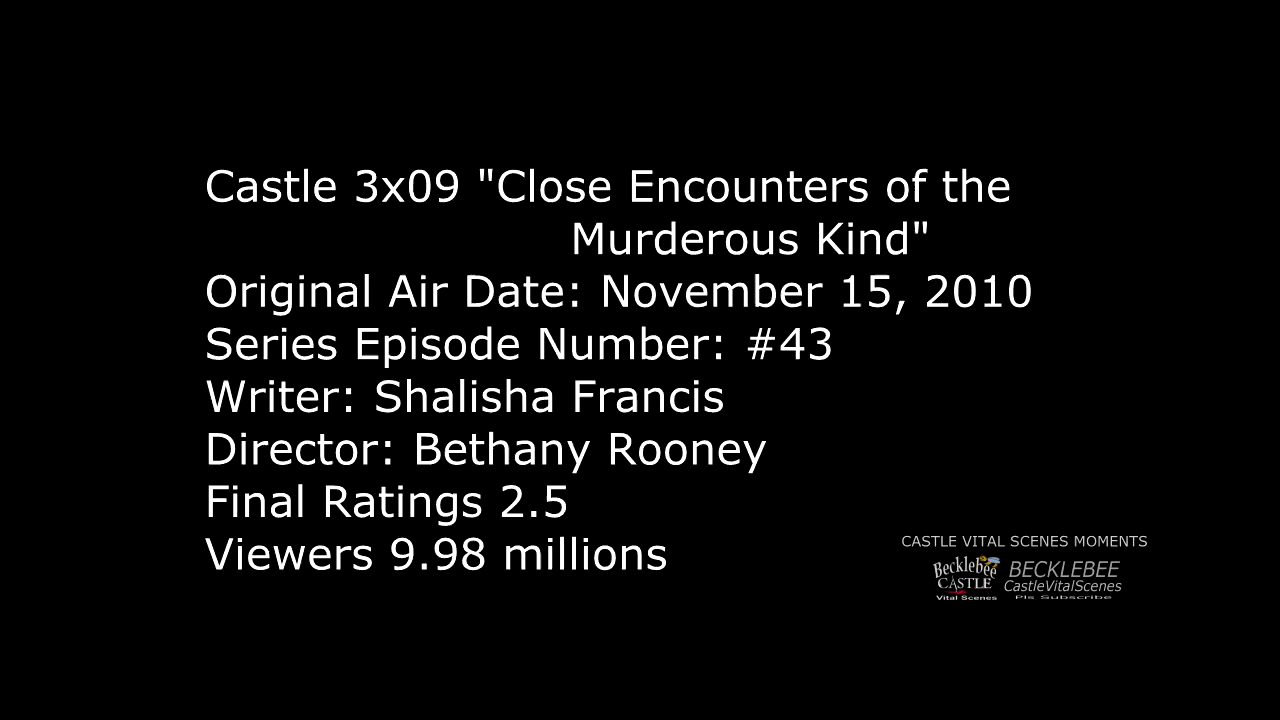 Castle 3x09 "Close Encounters of the
Murderous Kind"
Original Air Date: November 15, 2010
Series Episode Number: #43
Writer: Shalisha Francis
Director: Bethany Rooney
Final Ratings 2.5
Viewers 9.98 millions
CASTLE VITAL SCENES MOMENTS
Becklebee
CASTLE
Vital Scenes
BECKLEBEE
CastleVitalScenes
Pls Subscribe